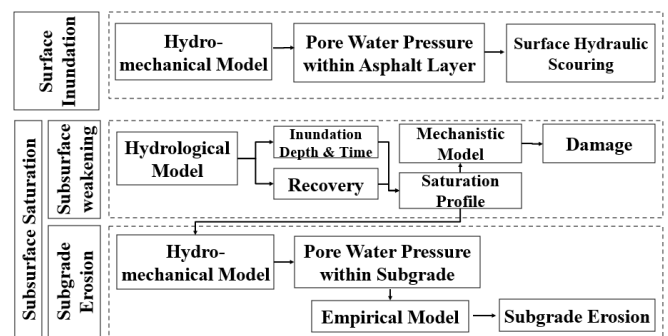 Surface
Inundation
Hydro-
mechanical Model
Pore Water Pressure
within Asphalt Layer
Surface Hydraulic
Scouring
Subsurface Saturation
Subsurface
weakening
Hydrological
Model
Inundation
Depth & Time
Recovery
Mechanistic
Model
Saturation
Profile
Damage
Subgrade
Erosion
Hydro-
mechanical Model
Pore Water Pressure
within Subgrade
Empirical Model
Subgrade Erosion